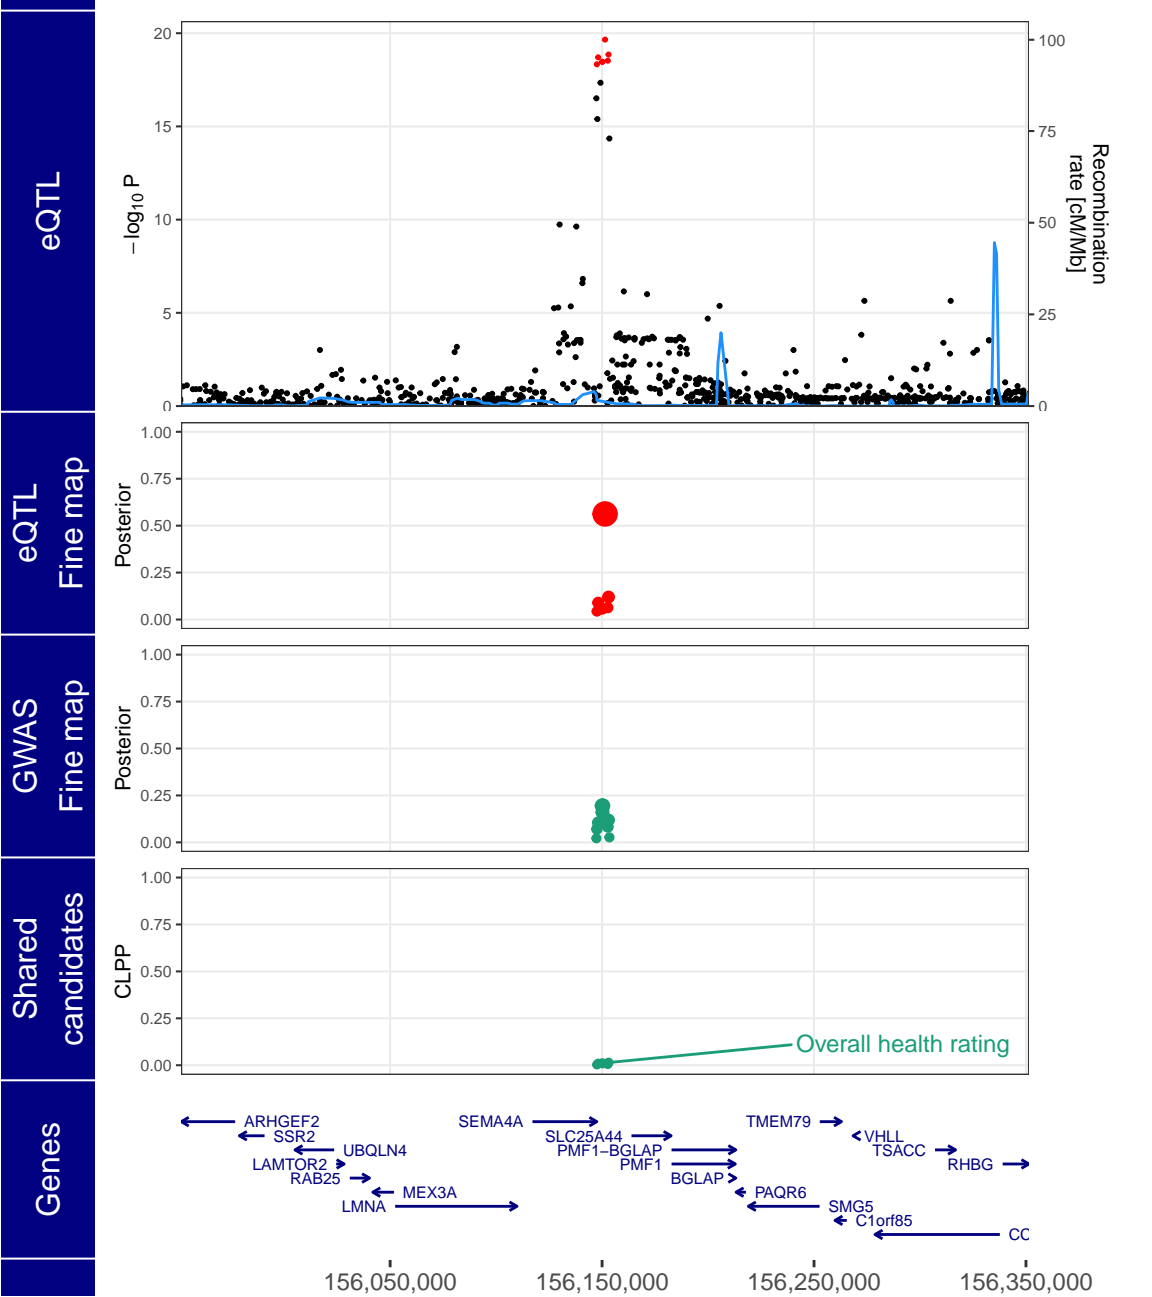 eQTL
20
15
10
5
0
− log10 P
100
75
50
25
0
Recombination
rate [cM/Mb]
eQTL
Fine map
Posterior
1.00
0.75
0.50
0.25
0.00
GWAS
Fine map
Posterior
1.00
0.75
0.50
0.25
0.00
Shared
candidates
CLPP
1.00
0.75
0.50
0.25
0.00
Overall health rating
Genes
ARHGEF2
SEMA4A
TMEM79
SSR2
SLC25A44
VHLL
UBQLN4
PMF1−BGLAP
TSACC
LAMTOR2
PMF1
RHBG
RAB25
BGLAP
MEX3A
PAQR6
LMNA
SMG5
C1orf85
CC
156,050,000
156,150,000
156,250,000
156,350,000